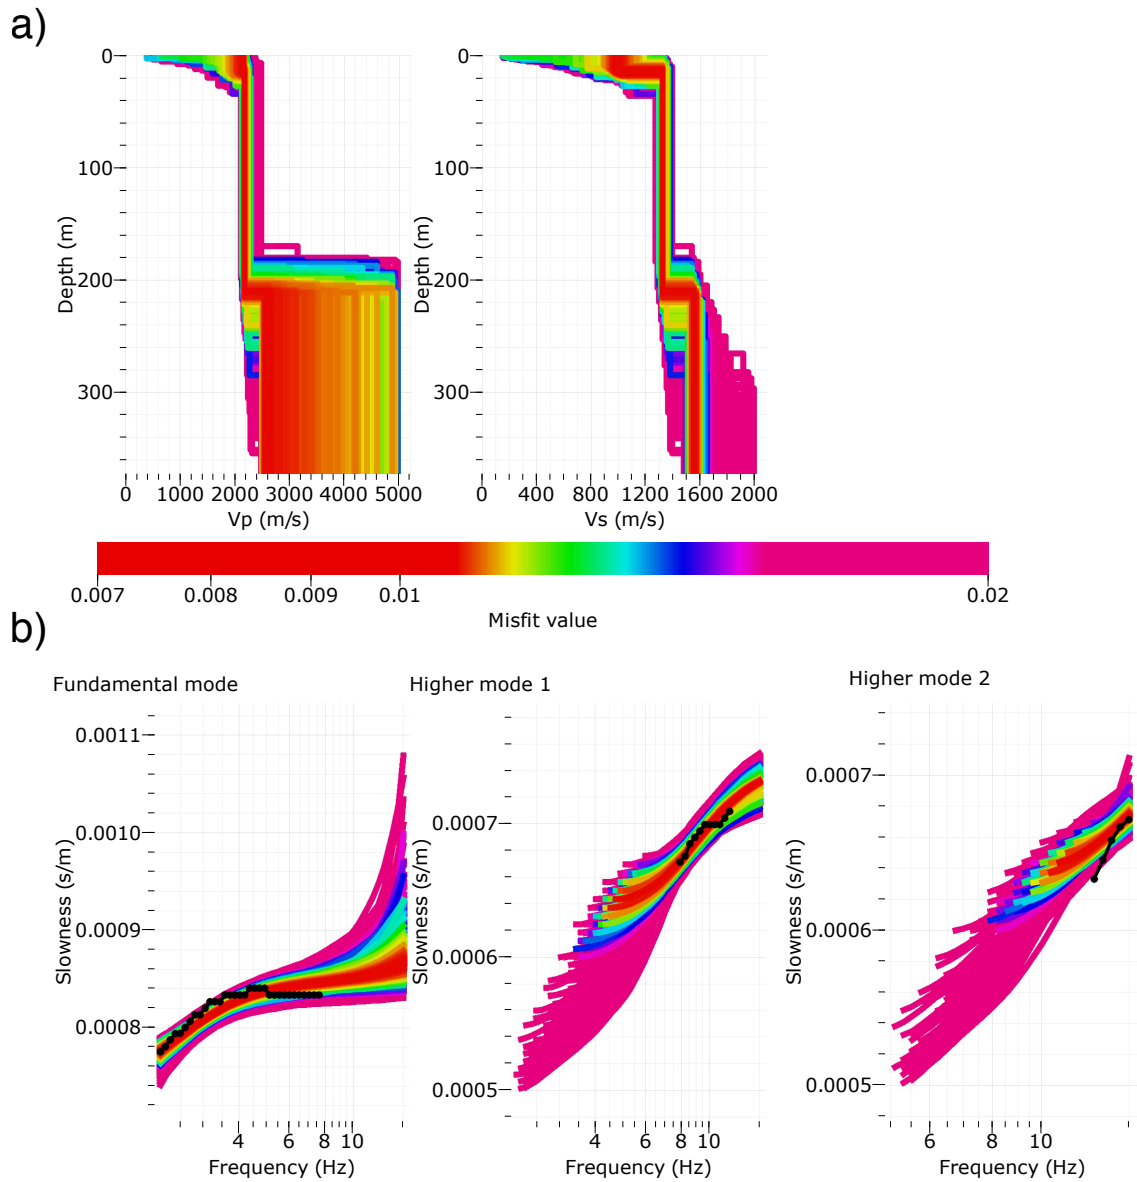 a)
0
100
200
300
Depth (m)
0 1000 2000 3000 4000 5000
Vp (m/s)
0
100
200
300
Depth (m)
0 400 800 1200 1600 2000
Vs (m/s)
0.007 0.008 0.009 0.01 0.02
Misfit value
b)
Fundamental mode
0.0011
0.0010
0.0009
0.0008
Slowness (s/m)
4 6 8 10
Frequency (Hz)
Higher mode 1
0.0007
0.0006
0.0005
Slowness (s/m)
4 6 8 10
Frequency (Hz)
Higher mode 2
0.0007
0.0006
0.0005
Slowness (s/m)
6 8 10
Frequency (Hz)